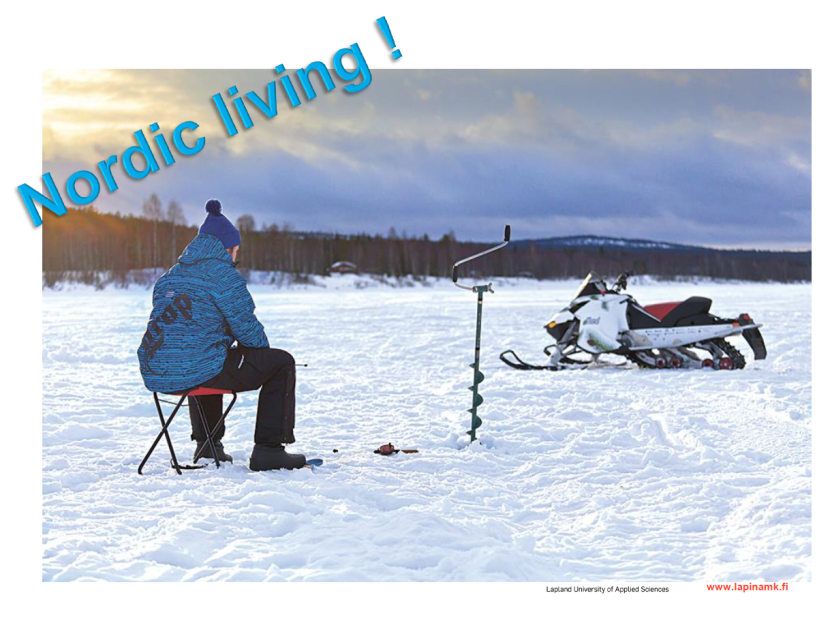 Nordic living !
Lapland University of Applied Sciences
www.lapinamk.fi